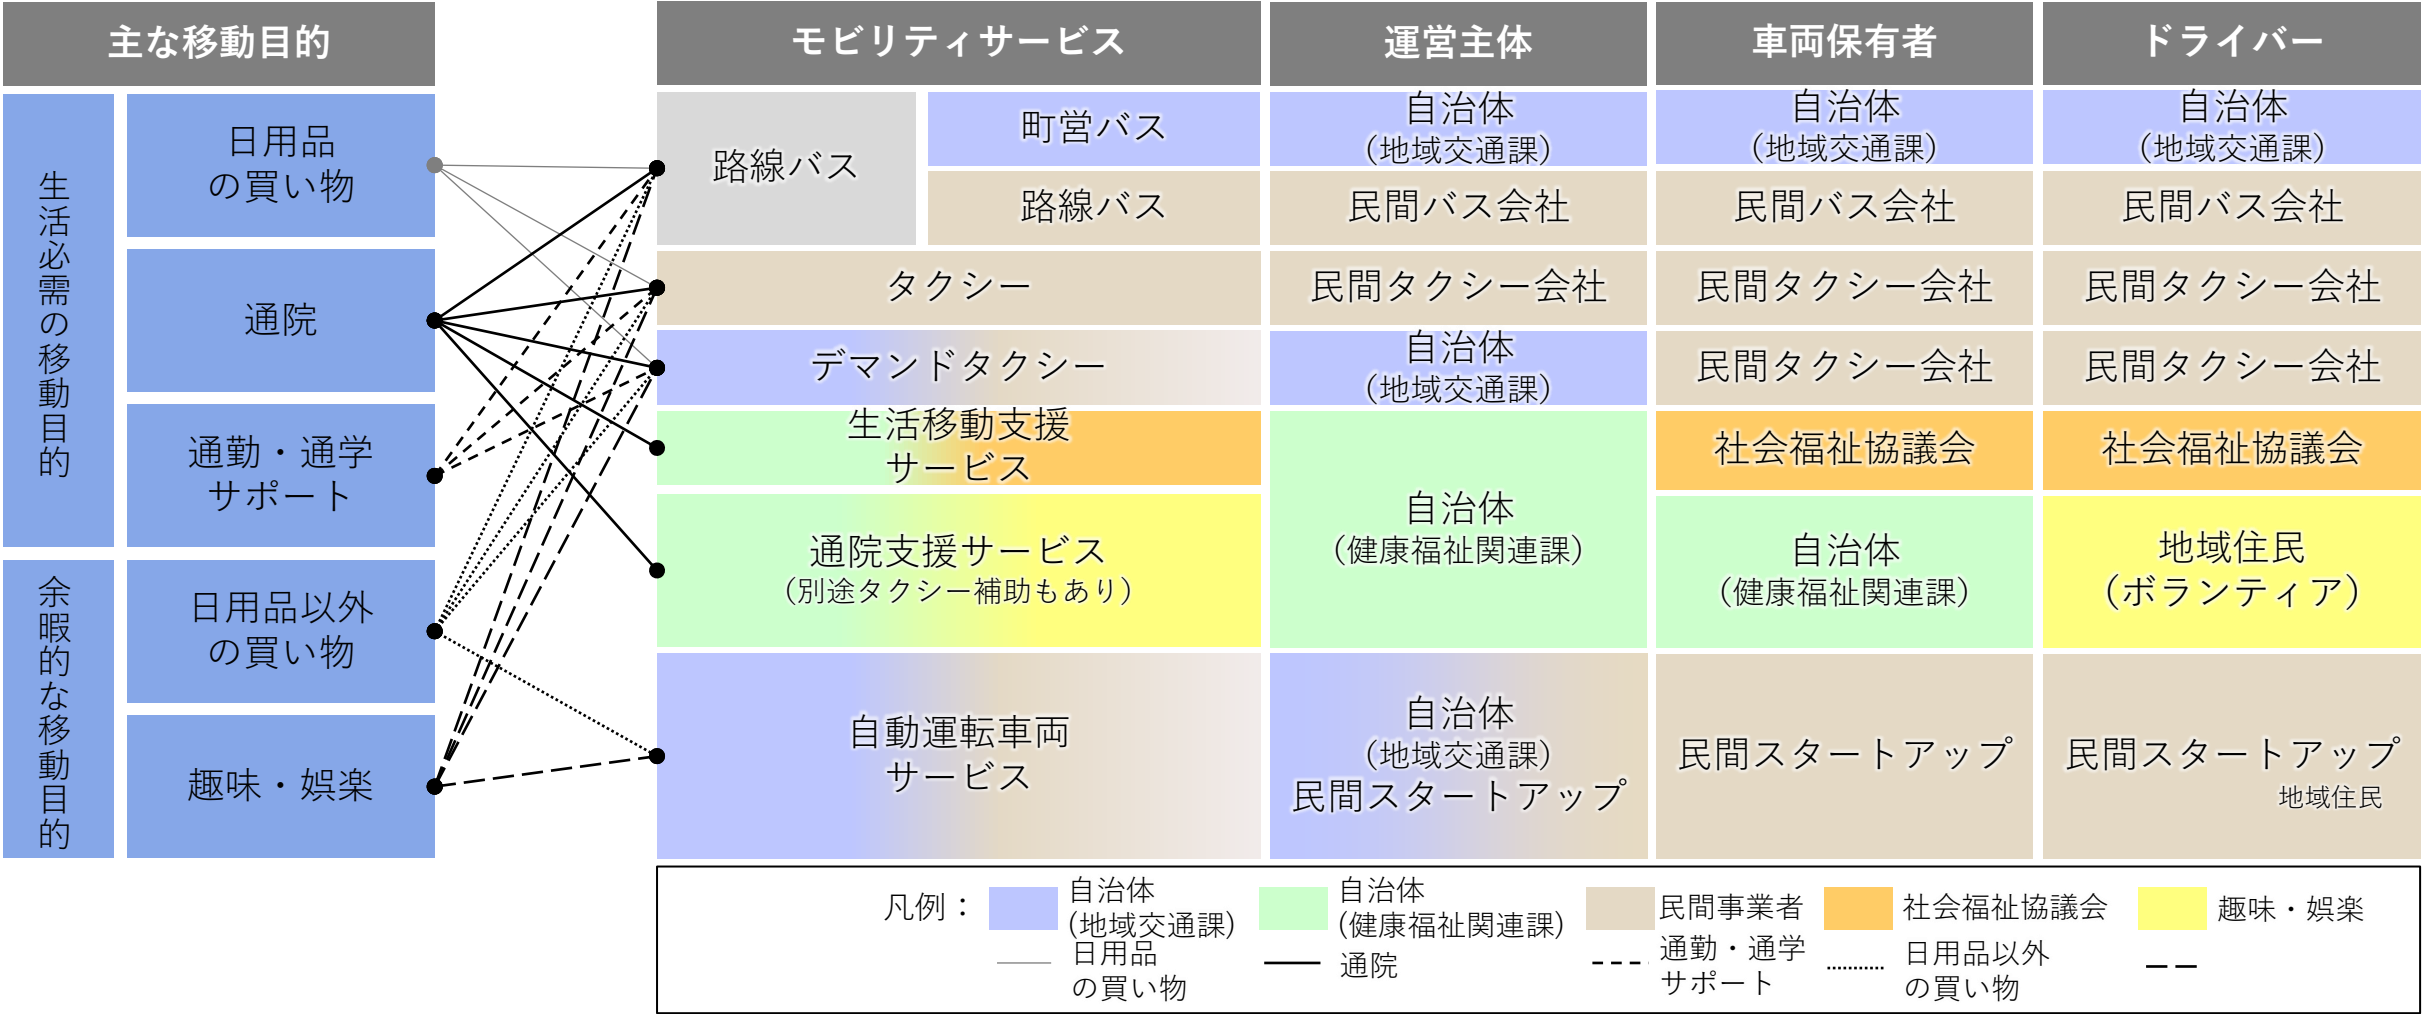 主な移動目的
モビリティサービス
運営主体
車両保有者
ドライバー
生活必需の移動目的
日用品
の買い物
通院
通勤・通学
サポート
余暇的な移動目的
日用品以外
の買い物
趣味・娯楽
路線バス
町営バス
自治体
（地域交通課）
自治体
（地域交通課）
自治体
（地域交通課）
路線バス
民間バス会社
民間バス会社
民間バス会社
タクシー
民間タクシー会社
民間タクシー会社
民間タクシー会社
デマンドタクシー
自治体
（地域交通課）
民間タクシー会社
民間タクシー会社
生活移動支援
サービス
自治体
（健康福祉関連課）
社会福祉協議会
社会福祉協議会
通院支援サービス
（別途タクシー補助もあり）
自治体
（健康福祉関連課）
地域住民
（ボランティア）
自動運転車両
サービス
自治体
（地域交通課）
民間スタートアップ
民間スタートアップ
民間スタートアップ
地域住民
凡例：
自治体
(地域交通課)
自治体
(健康福祉関連課)
民間事業者
社会福祉協議会
趣味・娯楽
日用品
の買い物
通院
通勤・通学
サポート
日用品以外
の買い物